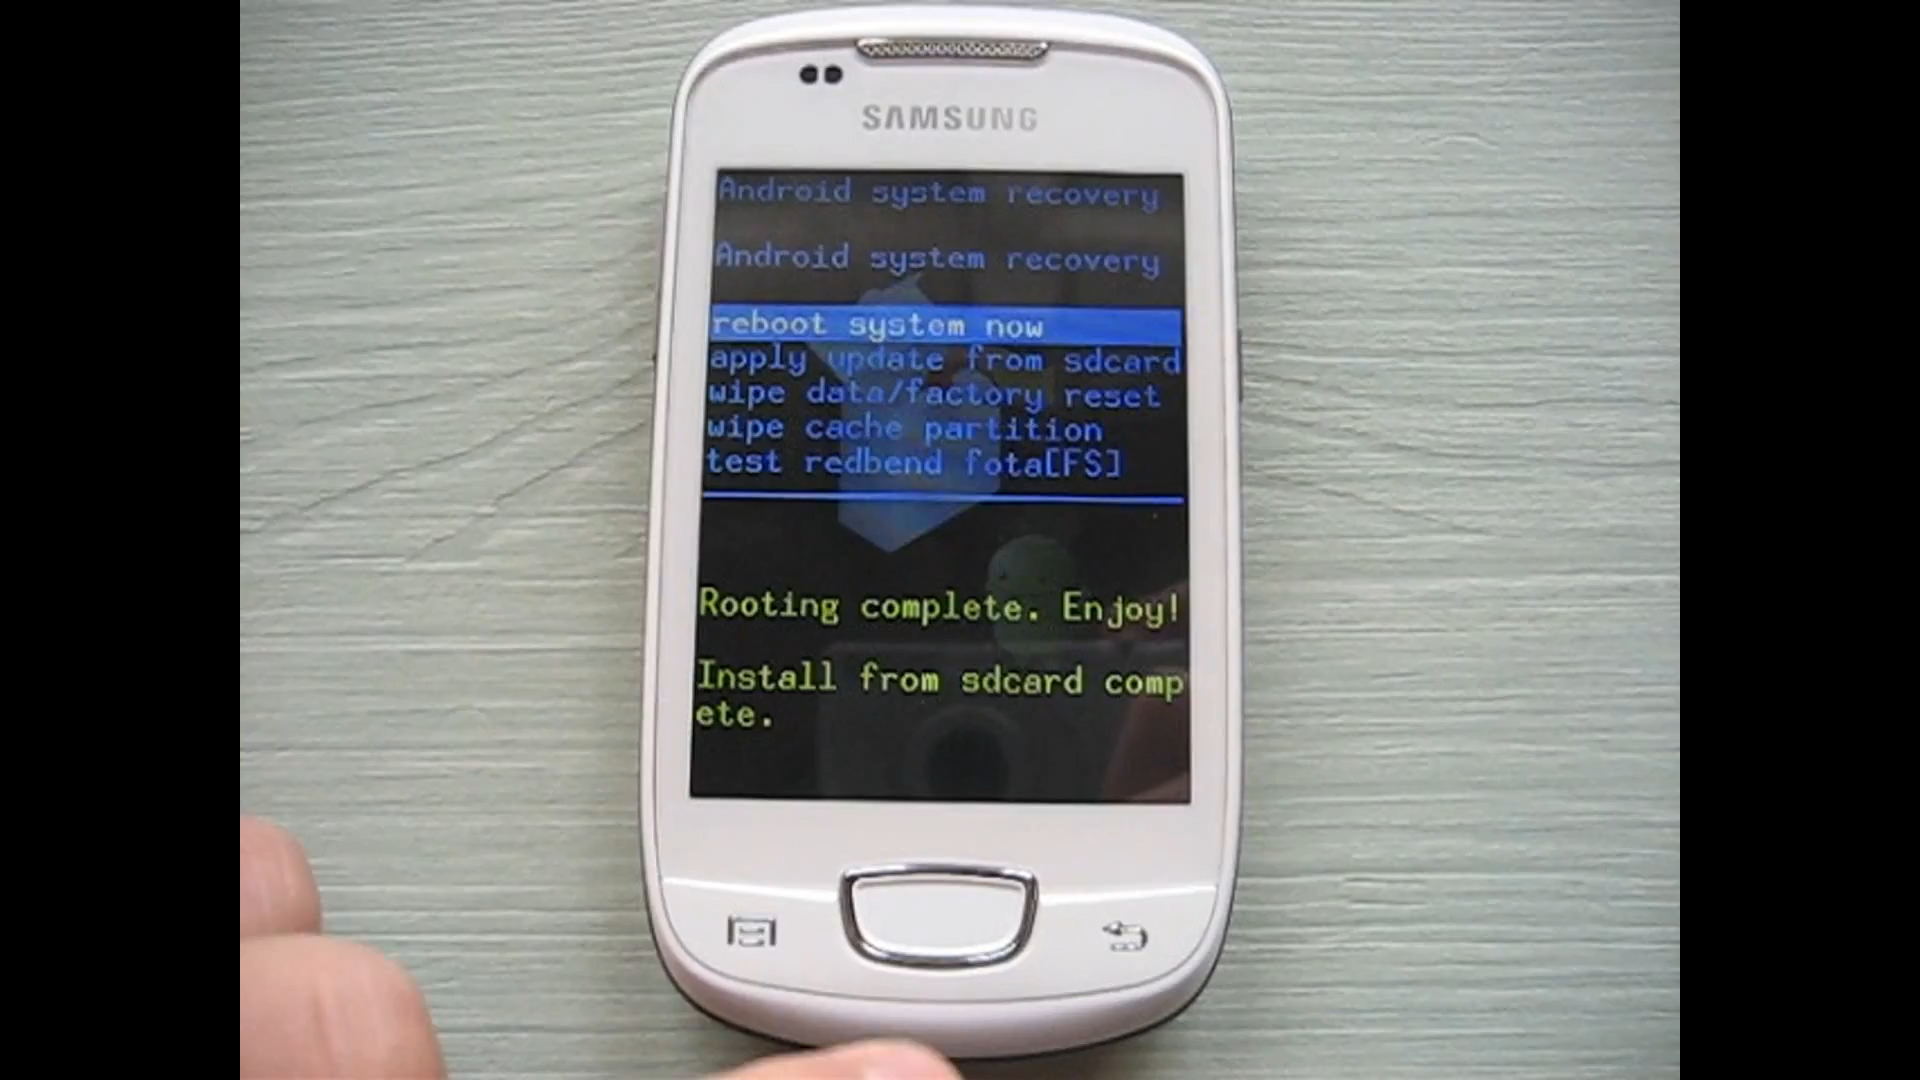 SAMSUNG
Android system recovery
Android system recovery
reboot system now
apply update from sdcard
wipe data/factory reset
wipe cache partition
test redbend fota[FS]
Rooting complete. Enjoy!
Install from sdcard comp
ete.